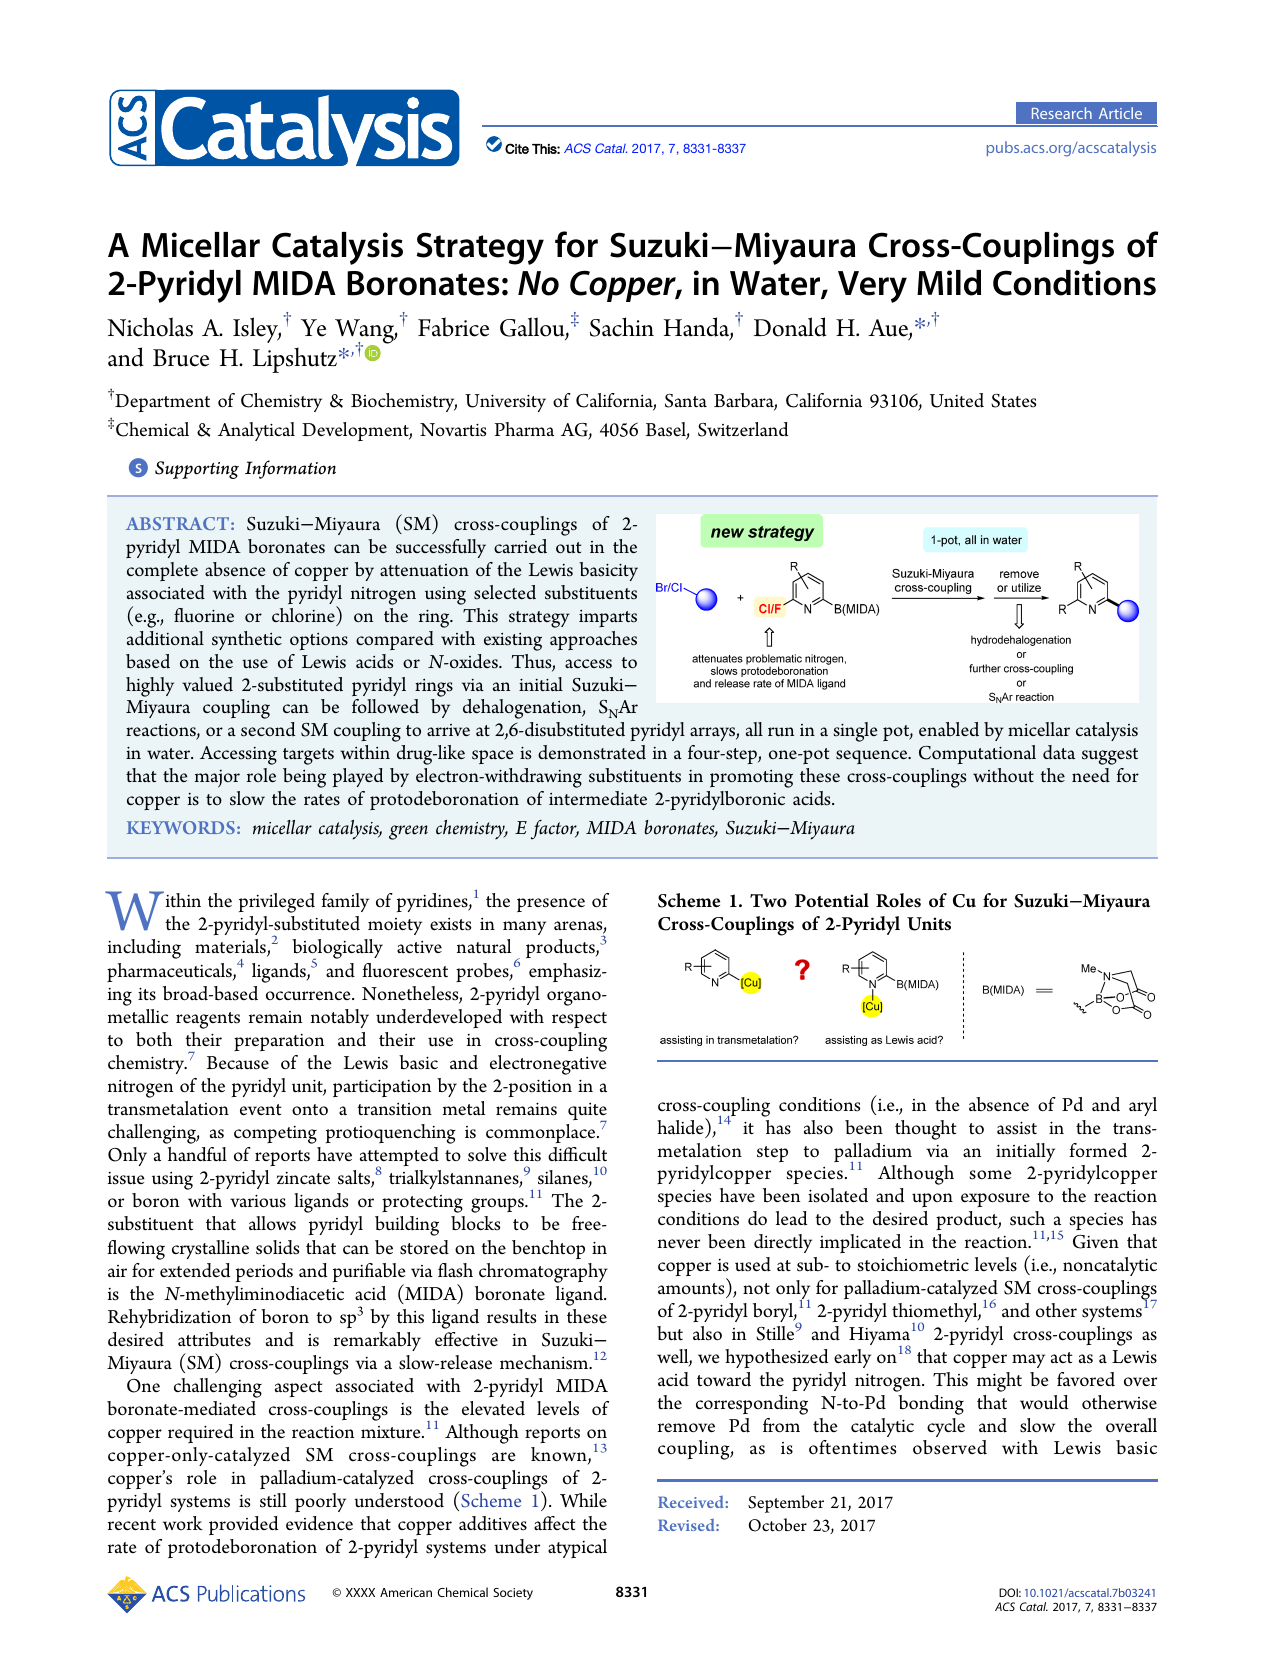 ACS Catalysis
Research Article
Cite This: ACS Catal. 2017, 7, 8331-8337
pubs.acs.org/acscatalysis
A Micellar Catalysis Strategy for Suzuki−Miyaura Cross-Couplings of
2-Pyridyl MIDA Boronates: No Copper, in Water, Very Mild Conditions
Nicholas A. Isley,† Ye Wang,† Fabrice Gallou,‡ Sachin Handa,† Donald H. Aue,*,†
and Bruce H. Lipshutz*,† iD
†Department of Chemistry & Biochemistry, University of California, Santa Barbara, California 93106, United States
‡Chemical & Analytical Development, Novartis Pharma AG, 4056 Basel, Switzerland
S Supporting Information
ABSTRACT: Suzuki−Miyaura (SM) cross-couplings of 2-
pyridyl MIDA boronates can be successfully carried out in the
complete absence of copper by attenuation of the Lewis basicity
associated with the pyridyl nitrogen using selected substituents
(e.g., fluorine or chlorine) on the ring. This strategy imparts
additional synthetic options compared with existing approaches
based on the use of Lewis acids or N-oxides. Thus, access to
highly valued 2-substituted pyridyl rings via an initial Suzuki−
Miyaura coupling can be followed by dehalogenation, SNAr
reactions, or a second SM coupling to arrive at 2,6-disubstituted pyridyl arrays, all run in a single pot, enabled by micellar catalysis
in water. Accessing targets within drug-like space is demonstrated in a four-step, one-pot sequence. Computational data suggest
that the major role being played by electron-withdrawing substituents in promoting these cross-couplings without the need for
copper is to slow the rates of protodeboronation of intermediate 2-pyridylboronic acids.
new strategy
1-pot, all in water
Br/Cl
+
R
Cl/F
N
B(MIDA)
Suzuki-Miyaura
cross-coupling
remove
or utilize
R
R
N
attenuates problematic nitrogen,
slows protodeboronation
and release rate of MIDA ligand
hydrodehalogenation
or
further cross-coupling
or
SNAr reaction
KEYWORDS: micellar catalysis, green chemistry, E factor, MIDA boronates, Suzuki−Miyaura
Within the privileged family of pyridines,1 the presence of
the 2-pyridyl-substituted moiety exists in many arenas,
including materials,2 biologically active natural products,3
pharmaceuticals,4 ligands,5 and fluorescent probes,6 emphasiz-
ing its broad-based occurrence. Nonetheless, 2-pyridyl organo-
metallic reagents remain notably underdeveloped with respect
to both their preparation and their use in cross-coupling
chemistry.7 Because of the Lewis basic and electronegative
nitrogen of the pyridyl unit, participation by the 2-position in a
transmetalation event onto a transition metal remains quite
challenging, as competing protioquenching is commonplace.7
Only a handful of reports have attempted to solve this difficult
issue using 2-pyridyl zincate salts,8 trialkylstannanes,9 silanes,10
or boron with various ligands or protecting groups.11 The 2-
substituent that allows pyridyl building blocks to be free-
flowing crystalline solids that can be stored on the benchtop in
air for extended periods and purifiable via flash chromatography
is the N-methyliminodiacetic acid (MIDA) boronate ligand.
Rehybridization of boron to sp3 by this ligand results in these
desired attributes and is remarkably effective in Suzuki−
Miyaura (SM) cross-couplings via a slow-release mechanism.12
One challenging aspect associated with 2-pyridyl MIDA
boronate-mediated cross-couplings is the elevated levels of
copper required in the reaction mixture.11 Although reports on
copper-only-catalyzed SM cross-couplings are known,13
copper's role in palladium-catalyzed cross-couplings of 2-
pyridyl systems is still poorly understood (Scheme 1). While
recent work provided evidence that copper additives affect the
rate of protodeboronation of 2-pyridyl systems under atypical
Scheme 1. Two Potential Roles of Cu for Suzuki−Miyaura
Cross-Couplings of 2-Pyridyl Units
R
N
[Cu]
?
R
N
B(MIDA)
[Cu]
B(MIDA)
Me
N
B
O
O
O
O
assisting in transmetalation?
assisting as Lewis acid?
cross-coupling conditions (i.e., in the absence of Pd and aryl
halide),14 it has also been thought to assist in the trans-
metalation step to palladium via an initially formed 2-
pyridylcopper species.11 Although some 2-pyridylcopper
species have been isolated and upon exposure to the reaction
conditions do lead to the desired product, such a species has
never been directly implicated in the reaction.11,15 Given that
copper is used at sub- to stoichiometric levels (i.e., noncatalytic
amounts), not only for palladium-catalyzed SM cross-couplings
of 2-pyridyl boryl,11 2-pyridyl thiomethyl,16 and other systems17
but also in Stille9 and Hiyama10 2-pyridyl cross-couplings as
well, we hypothesized early on18 that copper may act as a Lewis
acid toward the pyridyl nitrogen. This might be favored over
the corresponding N-to-Pd bonding that would otherwise
remove Pd from the catalytic cycle and slow the overall
coupling, as is oftentimes observed with Lewis basic
Received: September 21, 2017
Revised: October 23, 2017
ACS Publications
© XXXX American Chemical Society
8331
DOI: 10.1021/acscatal.7b03241
ACS Catal. 2017, 7, 8331−8337